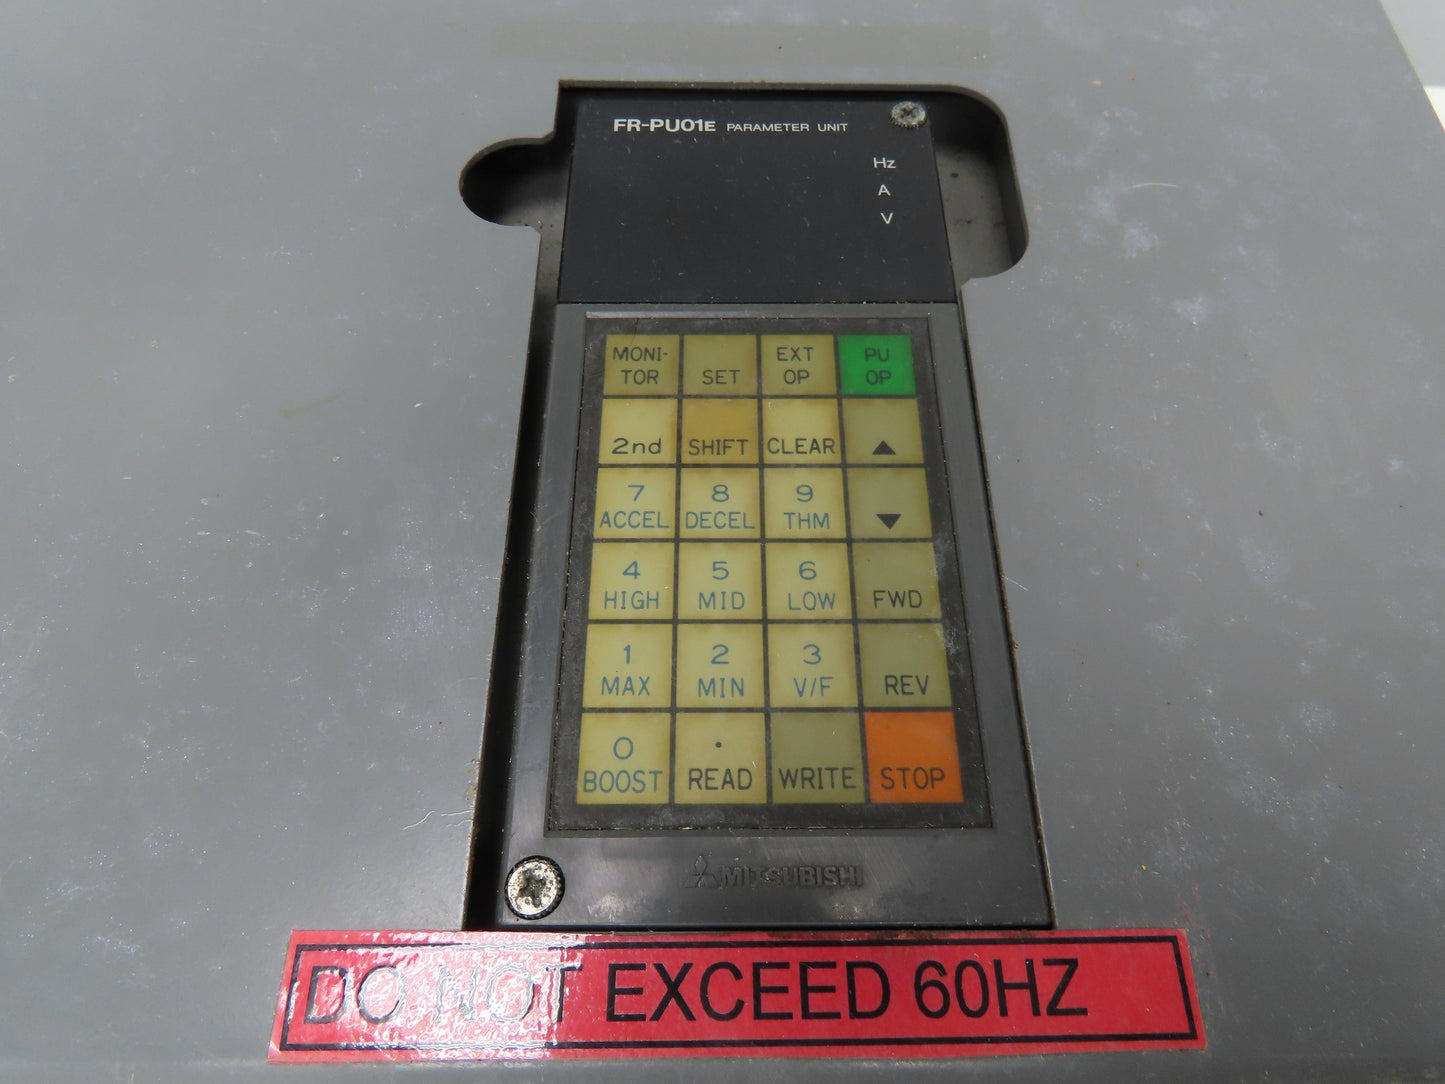 FR-PU01E PARAMETER UNIT
Hz
A
V
MONI-
TOR
SET
EXT
OP
PU
OP
2nd
SHIFT
CLEAR
▲
7
ACCEL
8
DECEL
9
THM
▼
4
HIGH
5
MID
6
LOW
FWD
1
MAX
2
MIN
3
V/F
REV
0
BOOST
.
READ
WRITE
STOP
MITSUBISHI
DO NOT EXCEED 60HZ